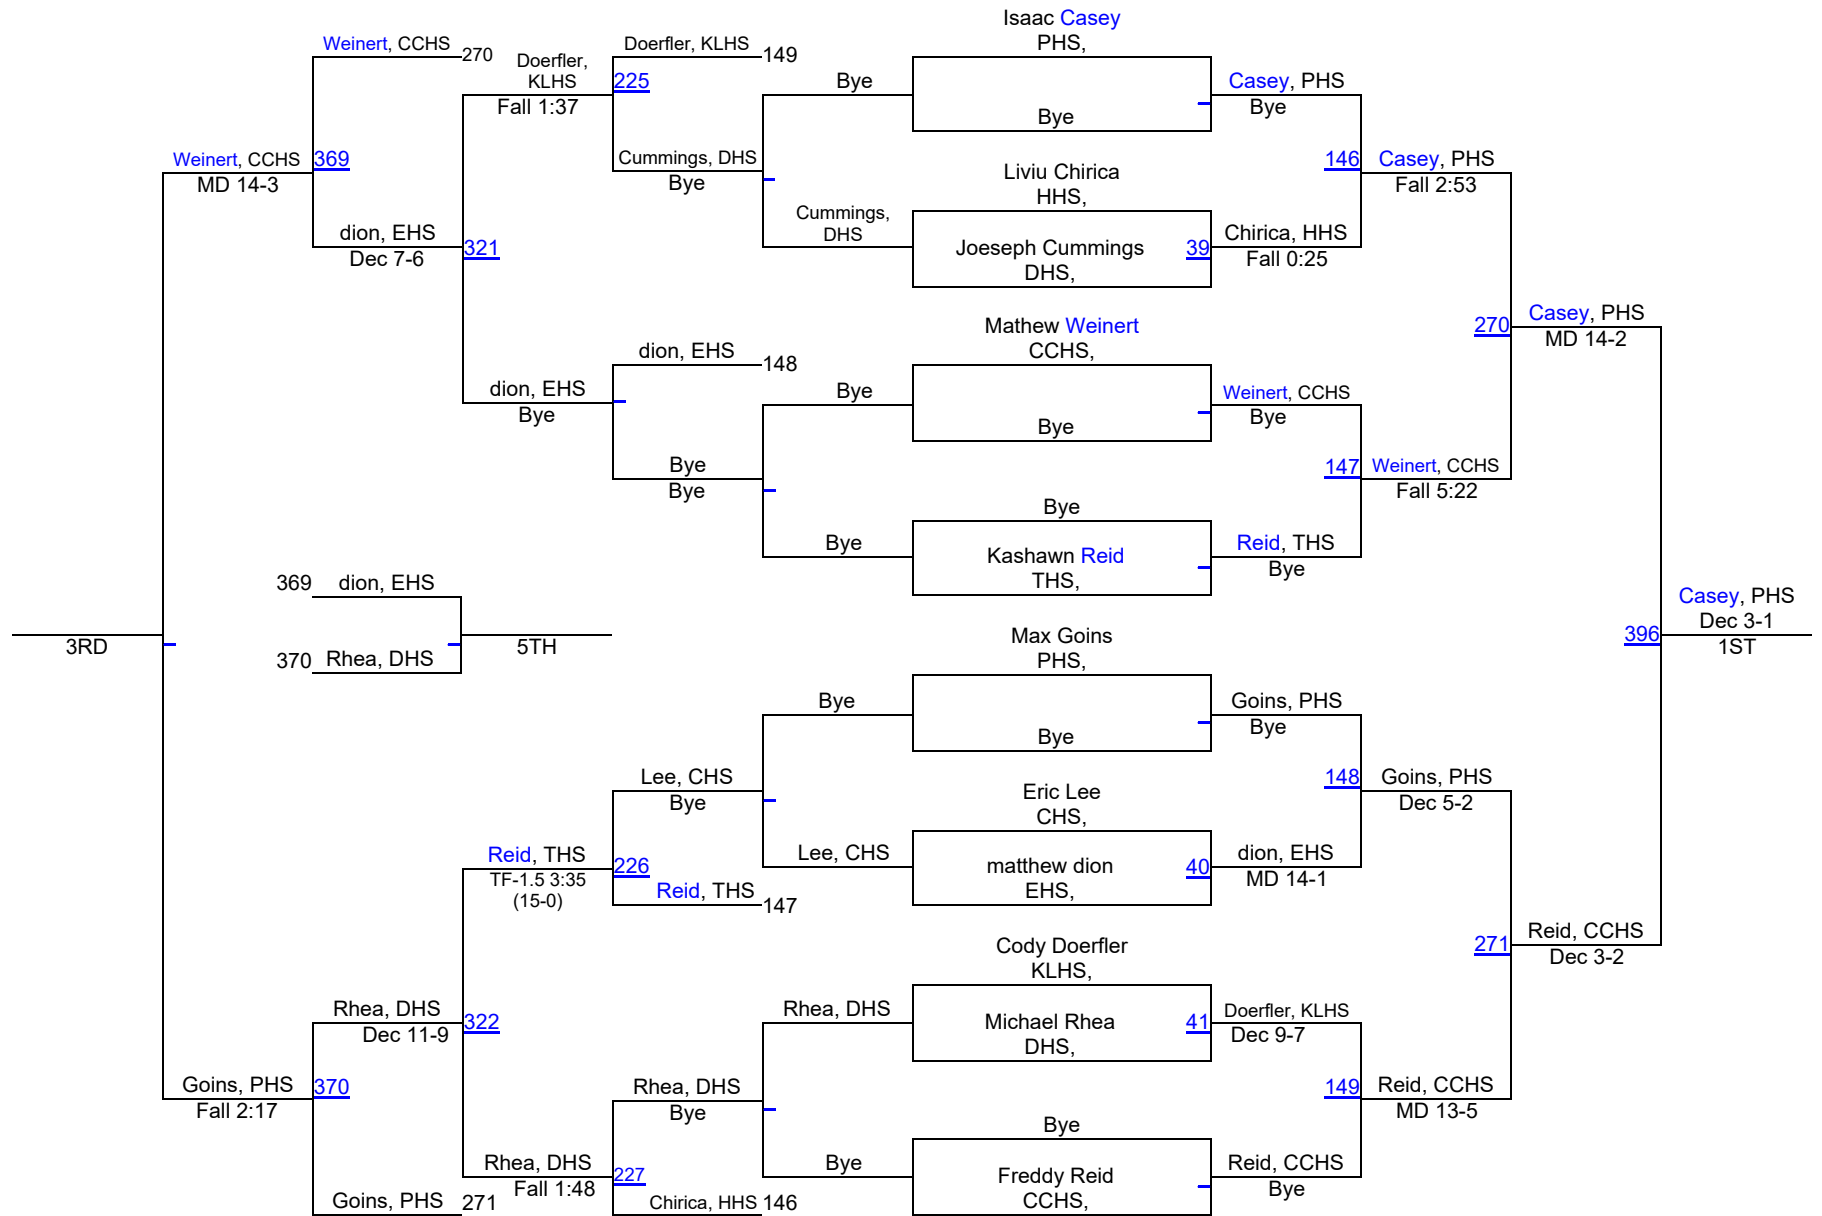 Isaac Casey
PHS,
Weinert, CCHS
270
Doerfler,
KLHS
Fall 1:37
Doerfler, KLHS
149
225
Bye
Casey, PHS
Bye
Bye
Weinert, CCHS
MD 14-3
369
Cummings, DHS
Bye
Liviu Chirica
HHS,
146
Casey, PHS
Fall 2:53
dion, EHS
Dec 7-6
321
Cummings,
DHS
Joeseph Cummings
DHS,
39
Chirica, HHS
Fall 0:25
Mathew Weinert
CCHS,
270
Casey, PHS
MD 14-2
dion, EHS
148
dion, EHS
Bye
Bye
Bye
Weinert, CCHS
Bye
Bye
Bye
147
Weinert, CCHS
Fall 5:22
Bye
Bye
Kashawn Reid
THS,
Reid, THS
Bye
369
dion, EHS
3RD
370
Rhea, DHS
5TH
Max Goins
PHS,
396
Casey, PHS
Dec 3-1
1ST
Bye
Bye
Goins, PHS
Bye
Lee, CHS
Bye
Eric Lee
CHS,
148
Goins, PHS
Dec 5-2
Reid, THS
TF-1.5 3:35
(15-0)
226
Reid, THS
147
Lee, CHS
matthew dion
EHS,
40
dion, EHS
MD 14-1
Cody Doerfler
KLHS,
271
Reid, CCHS
Dec 3-2
Rhea, DHS
Dec 11-9
322
Rhea, DHS
Michael Rhea
DHS,
41
Doerfler, KLHS
Dec 9-7
Goins, PHS
Fall 2:17
370
Rhea, DHS
Bye
149
Reid, CCHS
MD 13-5
Bye
Rhea, DHS
Fall 1:48
227
Bye
Freddy Reid
CCHS,
Reid, CCHS
Bye
Goins, PHS
271
Chirica, HHS
146